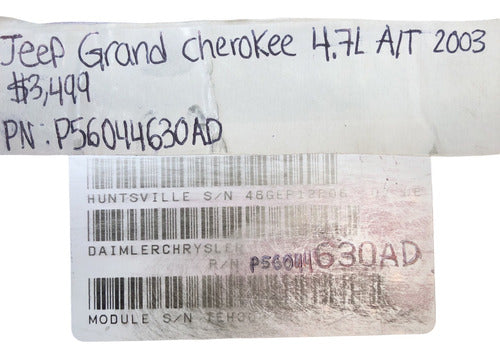 Jeep Grand Cherokee 4.7L A/T 2003
$3,499
PN: P56044630AD
HUNTSVILLE S/N
DAIMLERCHRYSLER
P/N P56044630AD
MODULE S/N